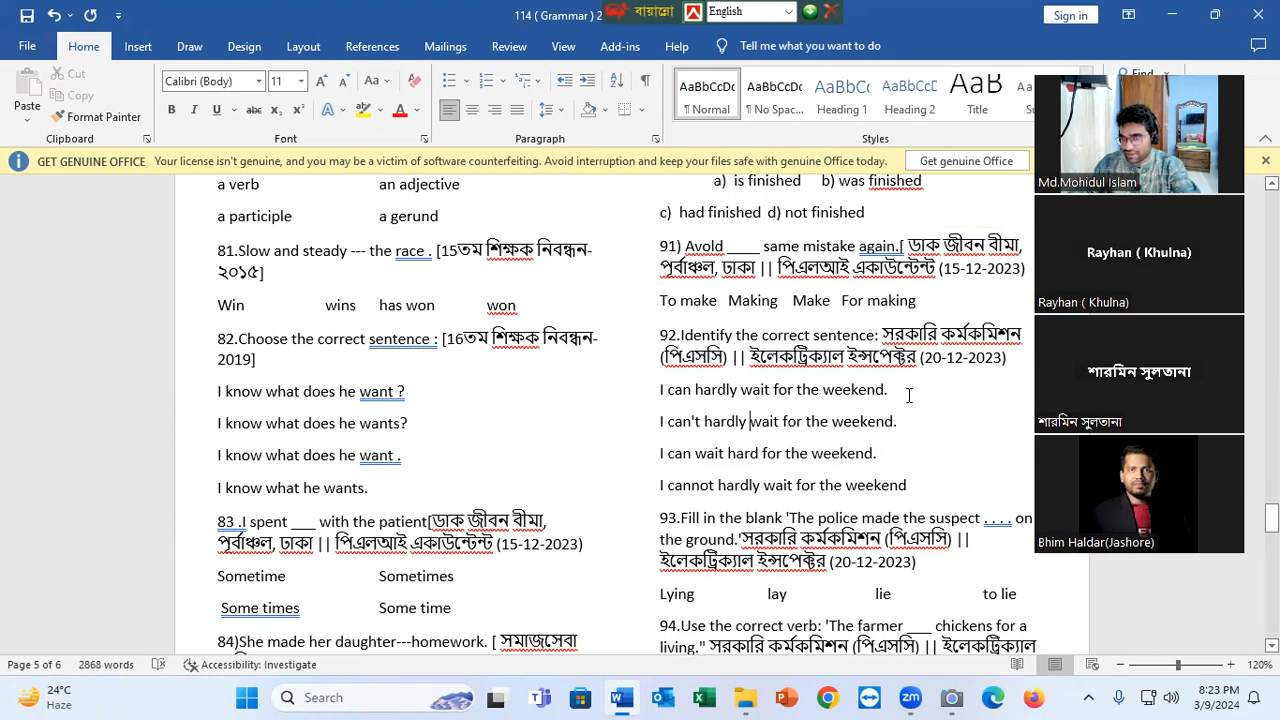 114 ( Grammar ) 2
বায়ান্নো
English
Sign in
File Home Insert Draw Design Layout References Mailings Review View Add-ins Help Tell me what you want to do
Paste
Cut
Copy
Format Painter
Clipboard
Calibri (Body) 11
Font
Paragraph
AaBbCcDc AaBbCcDc AaBbC AaBbCcC AaB
¶ Normal ¶ No Spac... Heading 1 Heading 2 Title
Styles
Find
GET GENUINE OFFICE Your license isn't genuine, and you may be a victim of software counterfeiting. Avoid interruption and keep your files safe with genuine Office today. Get genuine Office
a verb an adjective
a participle a gerund
81.Slow and steady --- the race . [15তম শিক্ষক নিবন্ধন-
২০১৫]
Win wins has won won
82.Choose the correct sentence : [16তম শিক্ষক নিবন্ধন-
2019]
I know what does he want ?
I know what does he wants?
I know what does he want .
I know what he wants.
83 .I spent ___ with the patient[ডাক জীবন বীমা,
পূর্বাঞ্চল, ঢাকা || পিএলআই একাউন্টেন্ট (15-12-2023)
Sometime Sometimes
Some times Some time
84)She made her daughter---homework. [ সমাজসেবা
a) is finished b) was finished
c) had finished d) not finished
91) Avold ____ same mistake again.[ ডাক জীবন বীমা,
পূর্বাঞ্চল, ঢাকা || পিএলআই একাউন্টেন্ট (15-12-2023)
To make Making Make For making
92.Identify the correct sentence: সরকারি কর্মকমিশন
(পিএসসি) || ইলেকট্রিক্যাল ইন্সপেক্টর (20-12-2023)
I can hardly wait for the weekend.
I can't hardly wait for the weekend.
I can wait hard for the weekend.
I cannot hardly wait for the weekend
93.Fill in the blank 'The police made the suspect . . . . on
the ground.'সরকারি কর্মকমিশন (পিএসসি) ||
ইলেকট্রিক্যাল ইন্সপেক্টর (20-12-2023)
Lying lay lie to lie
94.Use the correct verb: 'The farmer ___ chickens for a
living." সরকারি কর্মকমিশন (পিএসসি) || ইলেকট্রিক্যাল
Md.Mohidul Islam
Rayhan ( Khulna)
Rayhan ( Khulna)
শারমিন সুলতানা
শারমিন সুলতানা
Bhim Haldar(Jashore)
Page 5 of 6 2868 words Accessibility: Investigate 120%
24°C
Haze
Search
8:23 PM
3/9/2024